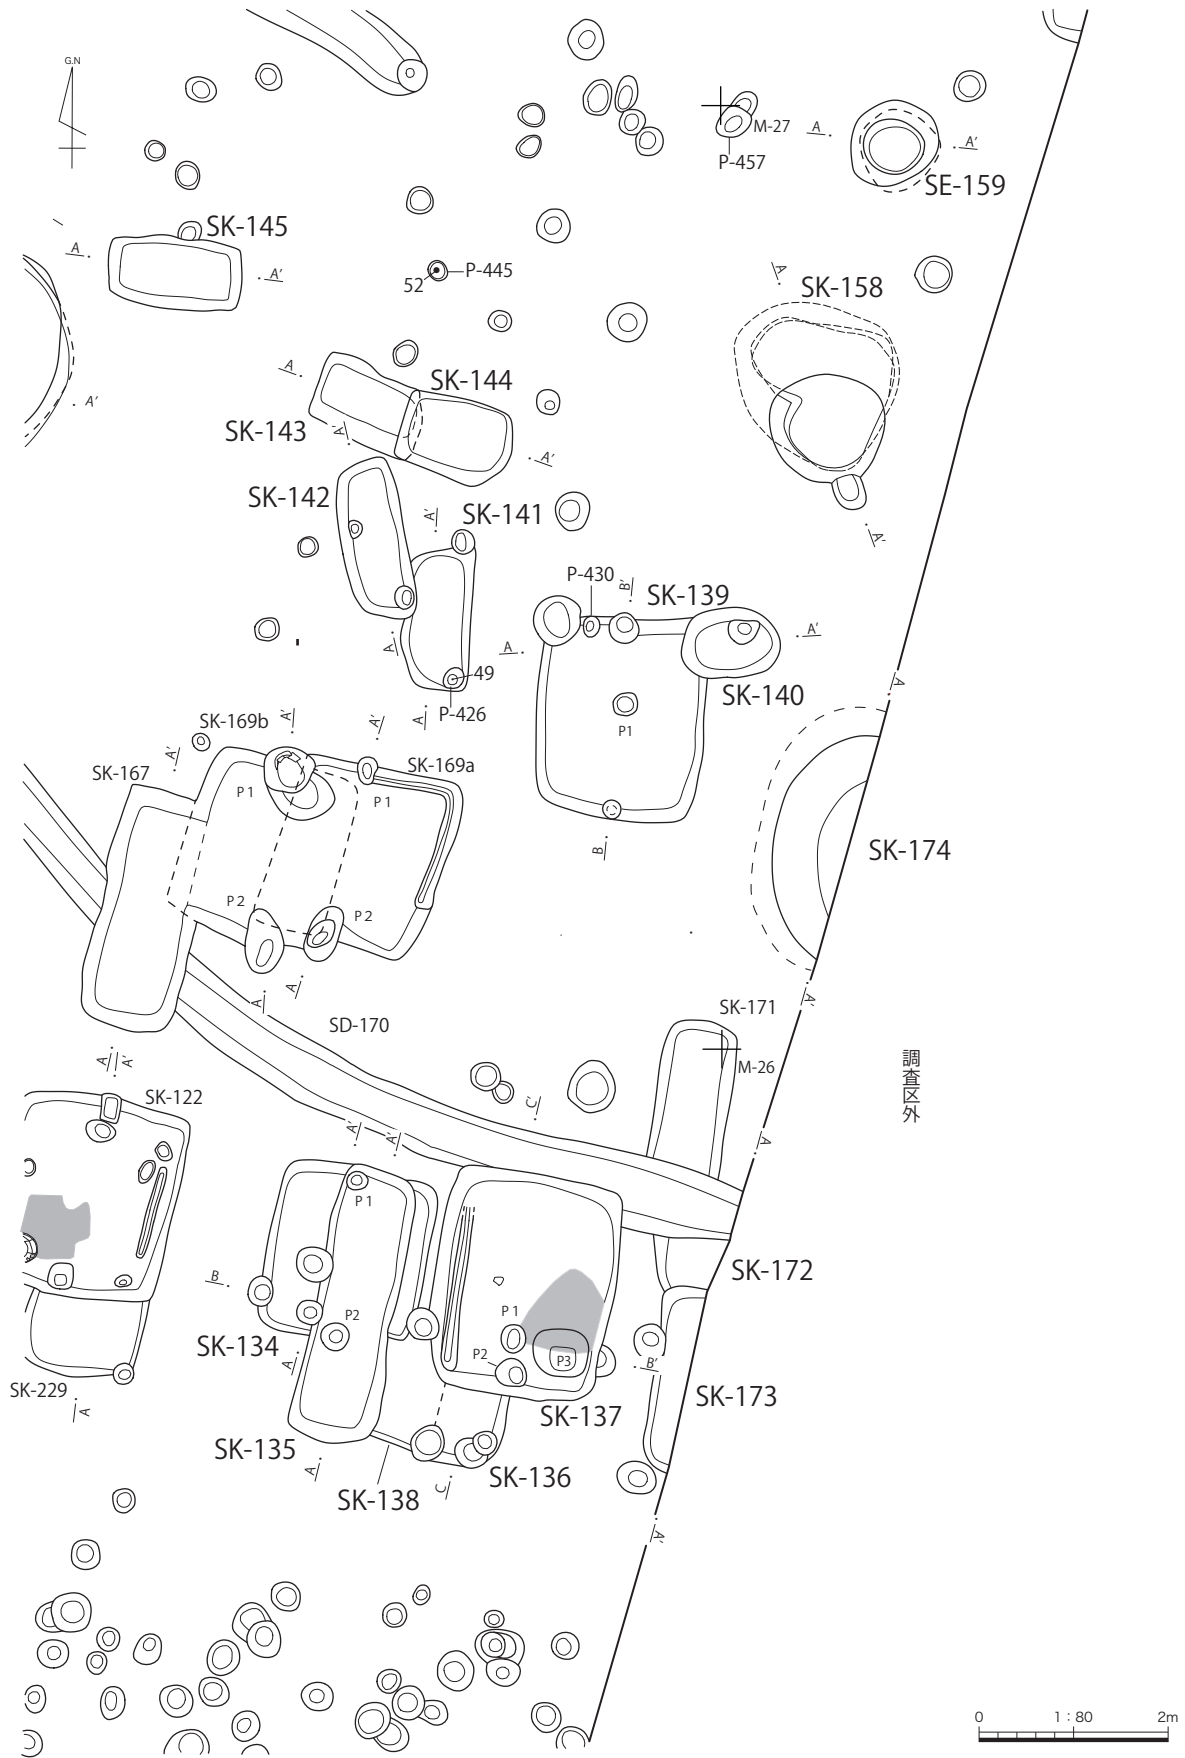 G.N
M-27
A
A'
P-457
SE-159
SK-145
A
A'
P-445
52
A
SK-158
A
SK-144
A'
SK-143
A'
A'
SK-142
A'
SK-141
A'
P-430
B'
SK-139
A'
A
A
SK-140
49
P-426
A
P1
A
A'
A'
SK-169b
A'
SK-167
SK-169a
P1
P1
B
SK-174
P2
P2
A
A
A'
SK-171
SD-170
M-26
調査区外
A
A'
SK-122
C'
A'
A'
A
P1
SK-172
B
P1
P2
SK-134
P2
P3
A
B'
SK-229
A
SK-137
SK-173
SK-135
A
SK-136
C
SK-138
A'
0
1:80
2m